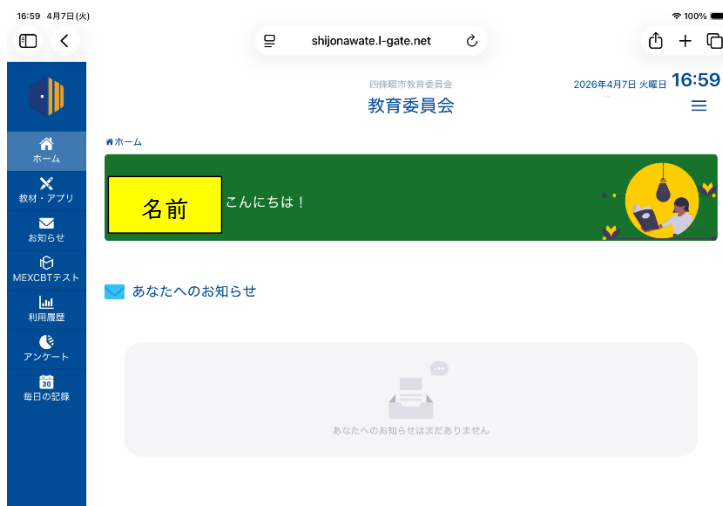 16:59 4月7日(火)
100%
shijonawate.l-gate.net
四條畷市教育委員会
教育委員会
2026年4月7日 火曜日 16:59
ホーム
ホーム
教材・アプリ
お知らせ
MEXCBTテスト
利用履歴
アンケート
30
毎日の記録
名前 こんにちは！
あなたへのお知らせ
あなたへのお知らせはまだありません